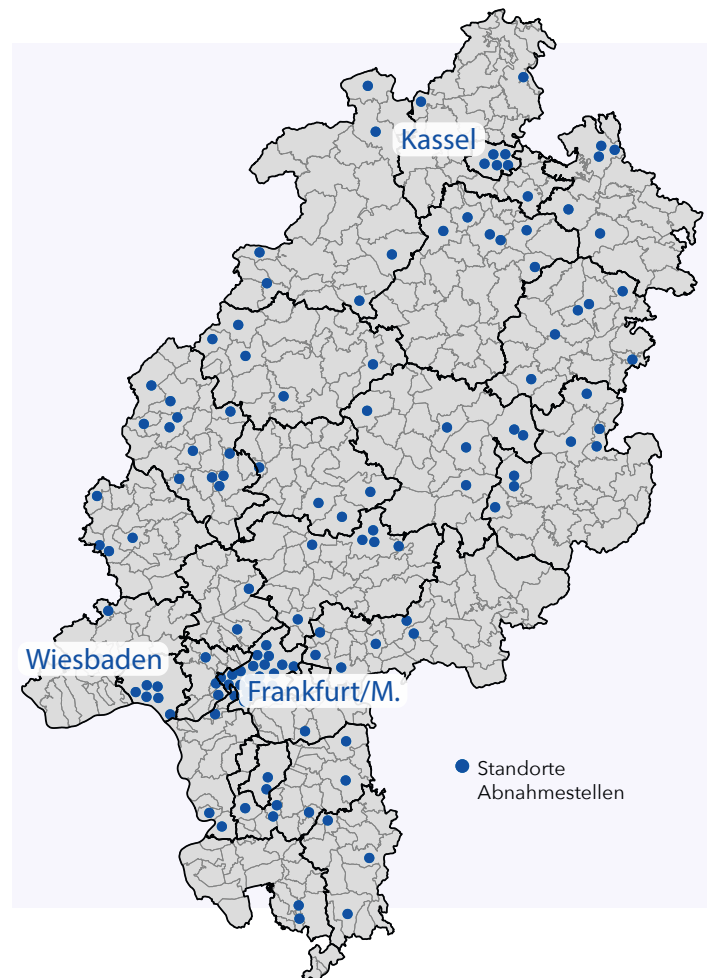 Kassel
Wiesbaden
Frankfurt/M.
Standorte
Abnahmestellen